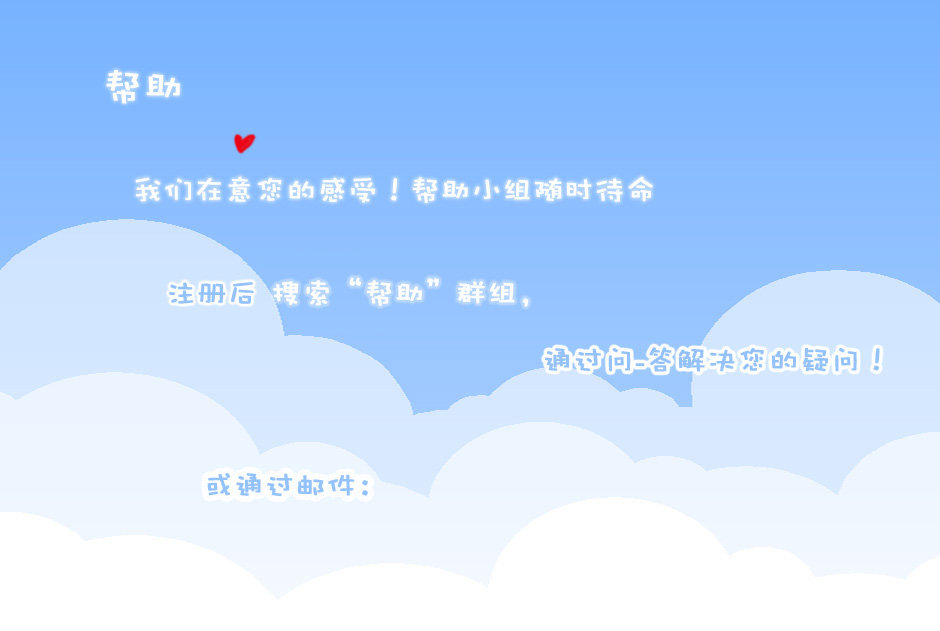 帮助
我们在意您的感受！帮助小组随时待命
注册后 搜索“帮助”群组，
通过问-答解决您的疑问！
或通过邮件：